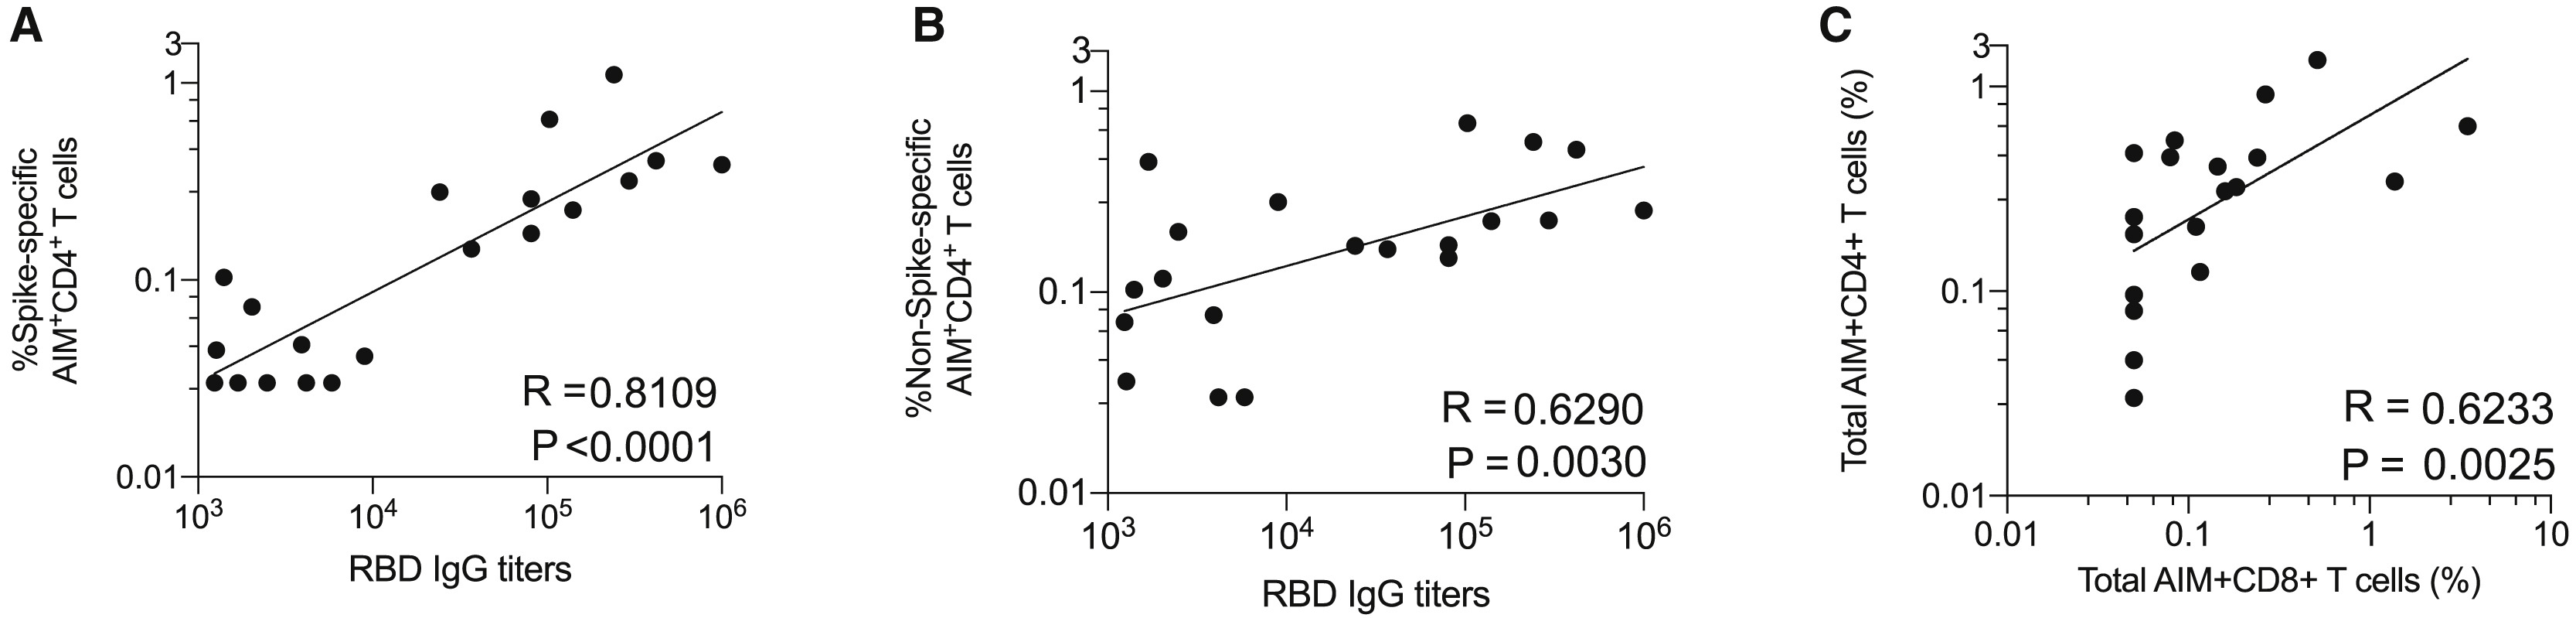 A
%Spike-specific
AIM⁺CD4⁺ T cells
3
1
0.1
0.01
10³ 10⁴ 10⁵ 10⁶
RBD IgG titers
R =0.8109
P <0.0001
B
%Non-Spike-specific
AIM⁺CD4⁺ T cells
3
1
0.1
0.01
10³ 10⁴ 10⁵ 10⁶
RBD IgG titers
R =0.6290
P =0.0030
C
Total AIM+CD4+ T cells (%)
3
1
0.1
0.01
0.01 0.1 1 10
Total AIM+CD8+ T cells (%)
R = 0.6233
P = 0.0025